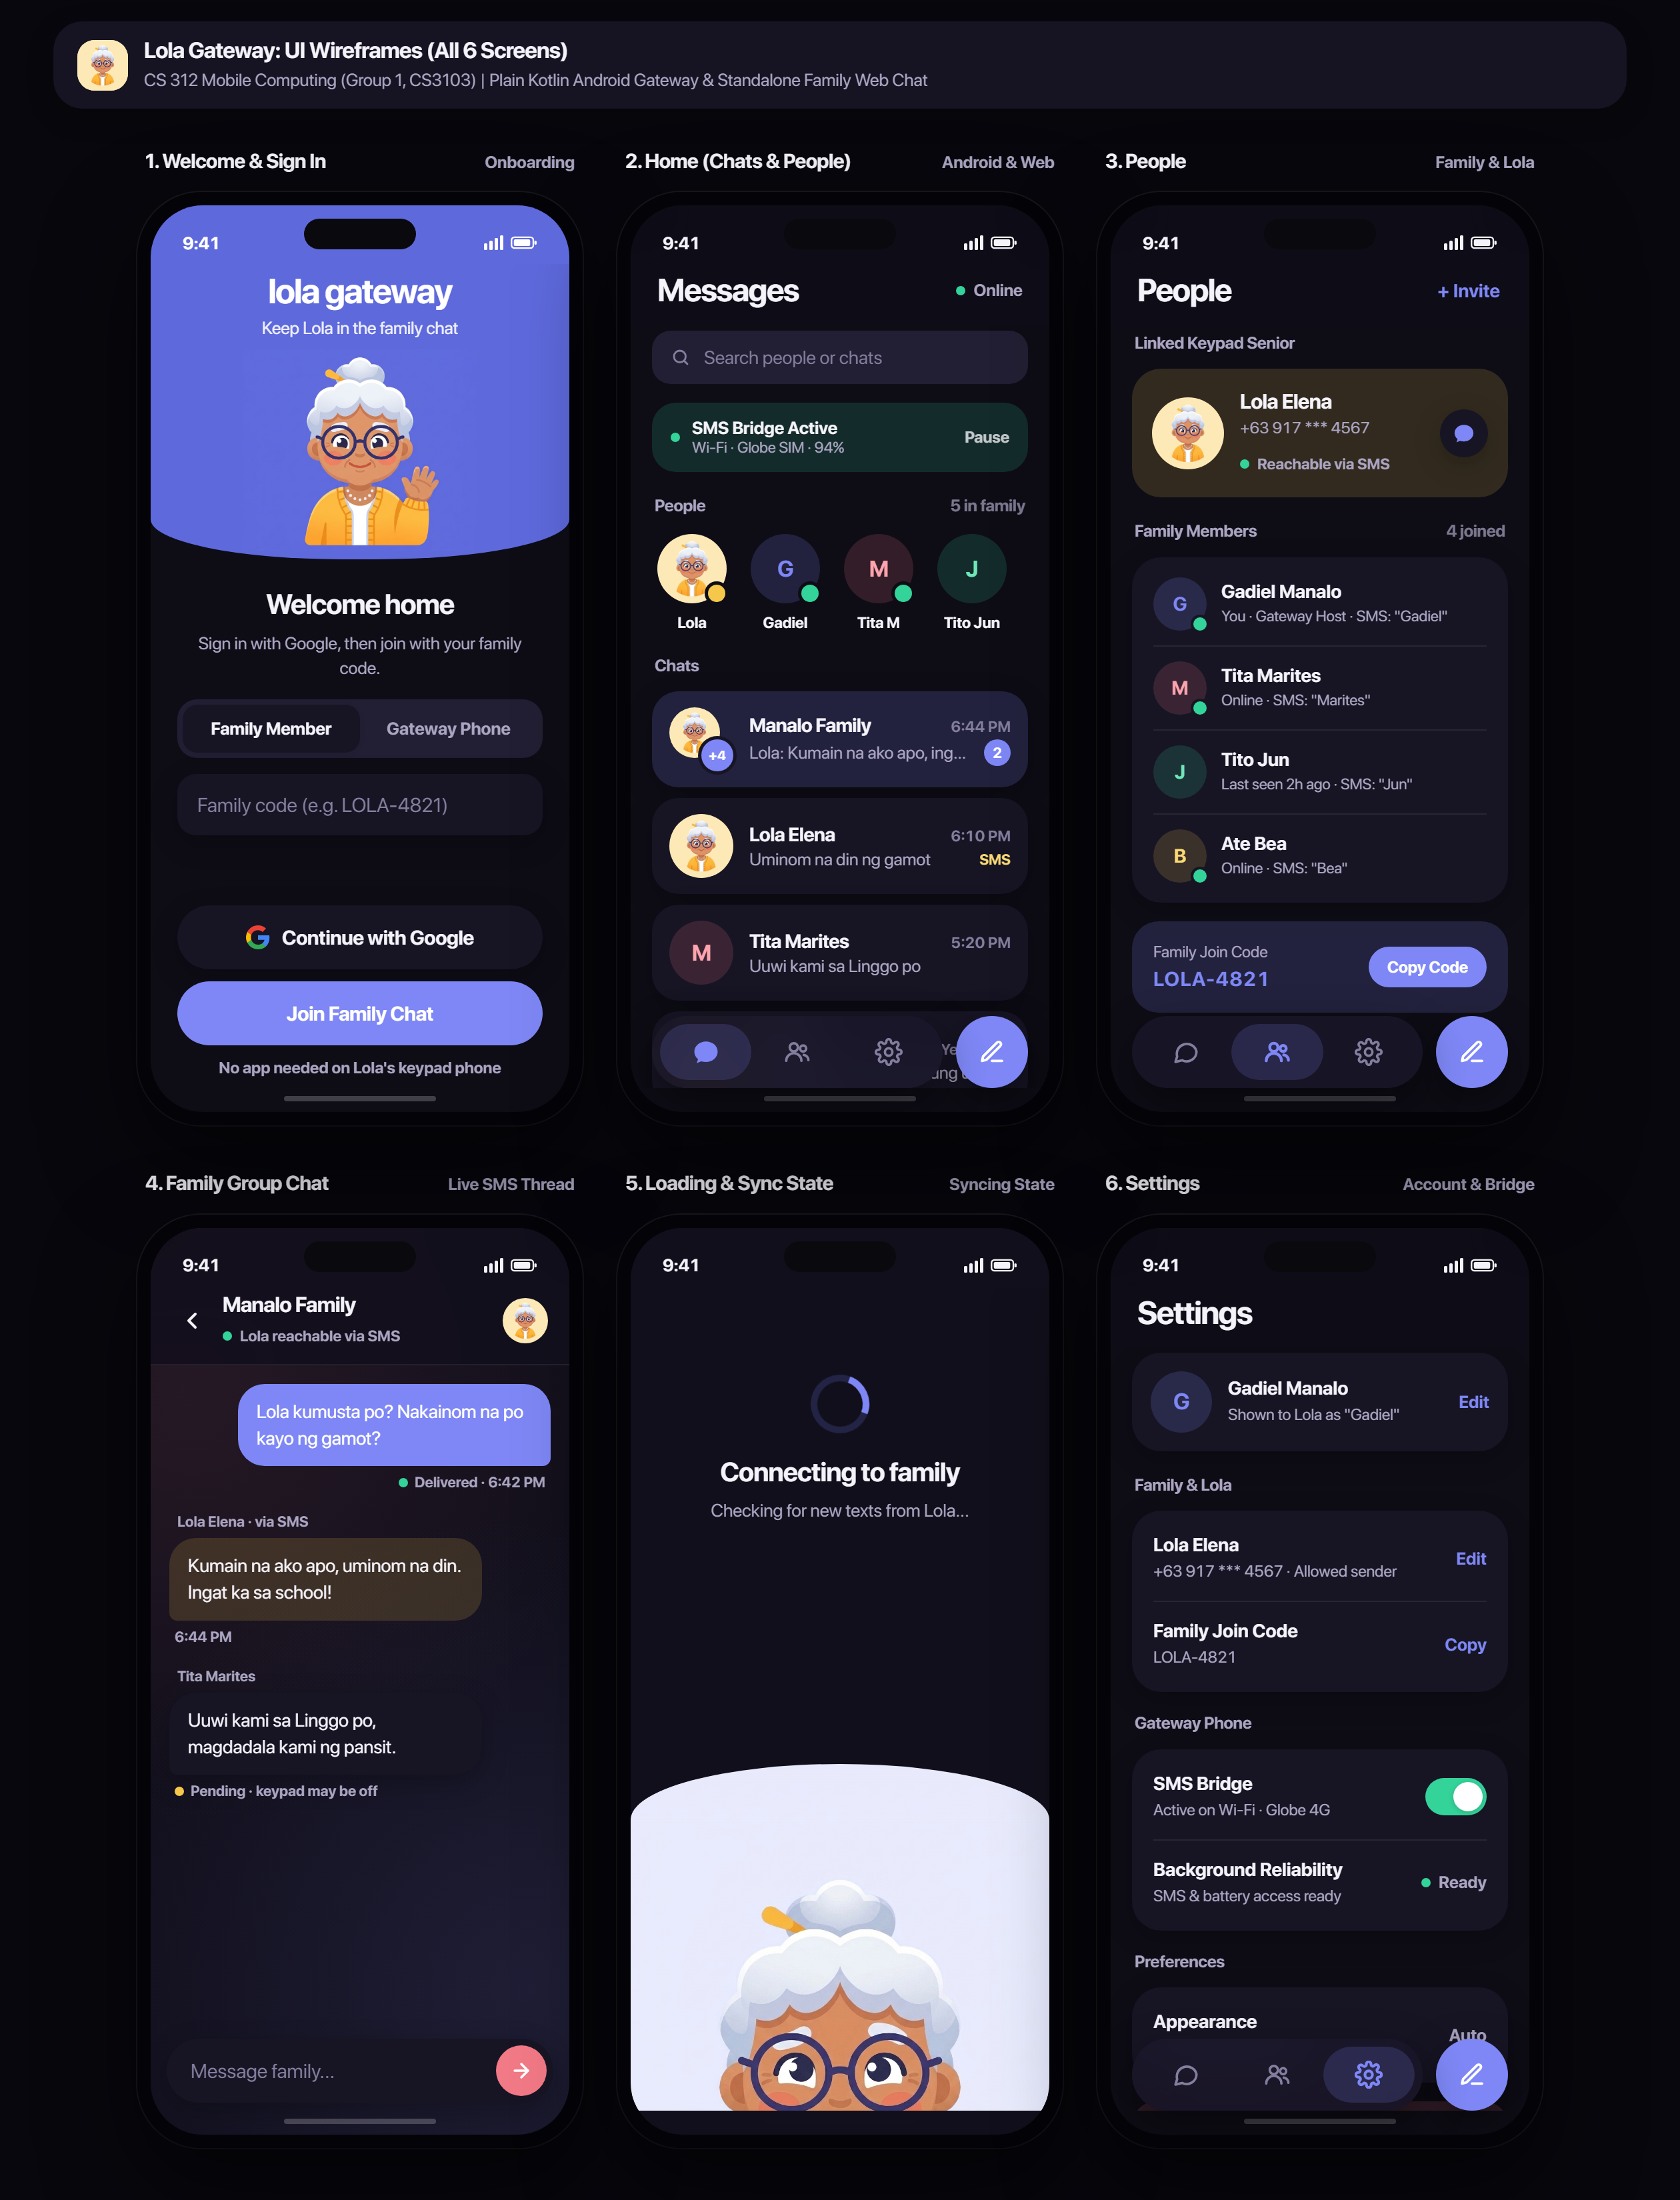 Lola Gateway: UI Wireframes (All 6 Screens)
CS 312 Mobile Computing (Group 1, CS3103) | Plain Kotlin Android Gateway & Standalone Family Web Chat
1. Welcome & Sign In
Onboarding
9:41
lola gateway
Keep Lola in the family chat
Welcome home
Sign in with Google, then join with your family
code.
Family Member
Gateway Phone
Family code (e.g. LOLA-4821)
Continue with Google
Join Family Chat
No app needed on Lola's keypad phone
2. Home (Chats & People)
Android & Web
9:41
Messages
Online
Search people or chats
SMS Bridge Active
Wi-Fi · Globe SIM · 94%
Pause
People
5 in family
G
M
J
Lola
Gadiel
Tita M
Tito Jun
Chats
Manalo Family
6:44 PM
+4
Lola: Kumain na ako apo, ing...
2
Lola Elena
6:10 PM
Uminom na din ng gamot
SMS
M
Tita Marites
5:20 PM
Uuwi kami sa Linggo po
Ye
ung
3. People
Family & Lola
9:41
People
+ Invite
Linked Keypad Senior
Lola Elena
+63 917 *** 4567
Reachable via SMS
Family Members
4 joined
G
Gadiel Manalo
You · Gateway Host · SMS: "Gadiel"
M
Tita Marites
Online · SMS: "Marites"
J
Tito Jun
Last seen 2h ago · SMS: "Jun"
B
Ate Bea
Online · SMS: "Bea"
Family Join Code
LOLA-4821
Copy Code
4. Family Group Chat
Live SMS Thread
9:41
Manalo Family
Lola reachable via SMS
Lola kumusta po? Nakainom na po
kayo ng gamot?
Delivered · 6:42 PM
Lola Elena · via SMS
Kumain na ako apo, uminom na din.
Ingat ka sa school!
6:44 PM
Tita Marites
Uuwi kami sa Linggo po,
magdadala kami ng pansit.
Pending · keypad may be off
Message family...
5. Loading & Sync State
Syncing State
9:41
Connecting to family
Checking for new texts from Lola...
6. Settings
Account & Bridge
9:41
Settings
G
Gadiel Manalo
Shown to Lola as "Gadiel"
Edit
Family & Lola
Lola Elena
+63 917 *** 4567 · Allowed sender
Edit
Family Join Code
LOLA-4821
Copy
Gateway Phone
SMS Bridge
Active on Wi-Fi · Globe 4G
Background Reliability
SMS & battery access ready
Ready
Preferences
Appearance
Auto